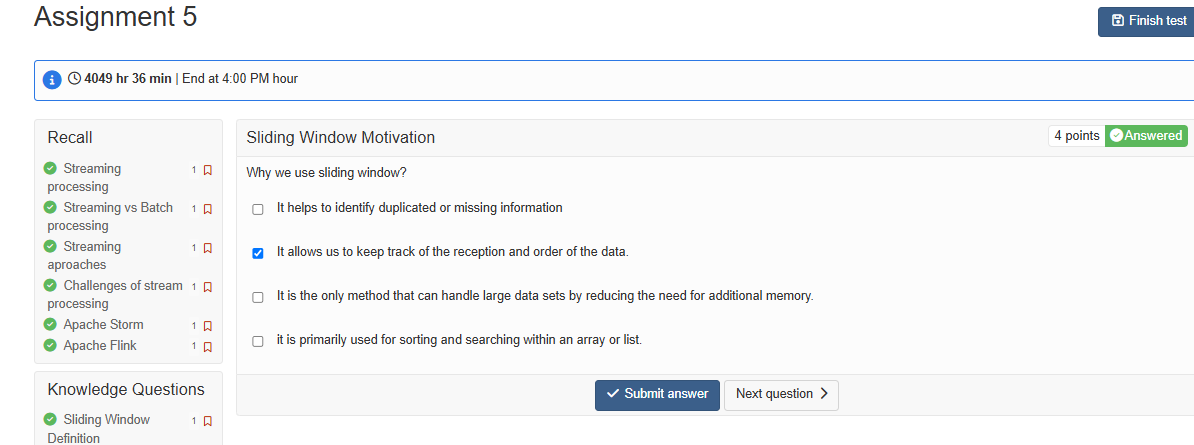 Assignment 5
Finish test
4049 hr 36 min | End at 4:00 PM hour
Recall
Streaming processing 1
Streaming vs Batch processing 1
Streaming aproaches 1
Challenges of stream processing 1
Apache Storm 1
Apache Flink 1
Knowledge Questions
Sliding Window Definition 1
Sliding Window Motivation
4 points Answered
Why we use sliding window?
It helps to identify duplicated or missing information
It allows us to keep track of the reception and order of the data.
It is the only method that can handle large data sets by reducing the need for additional memory.
it is primarily used for sorting and searching within an array or list.
Submit answer
Next question